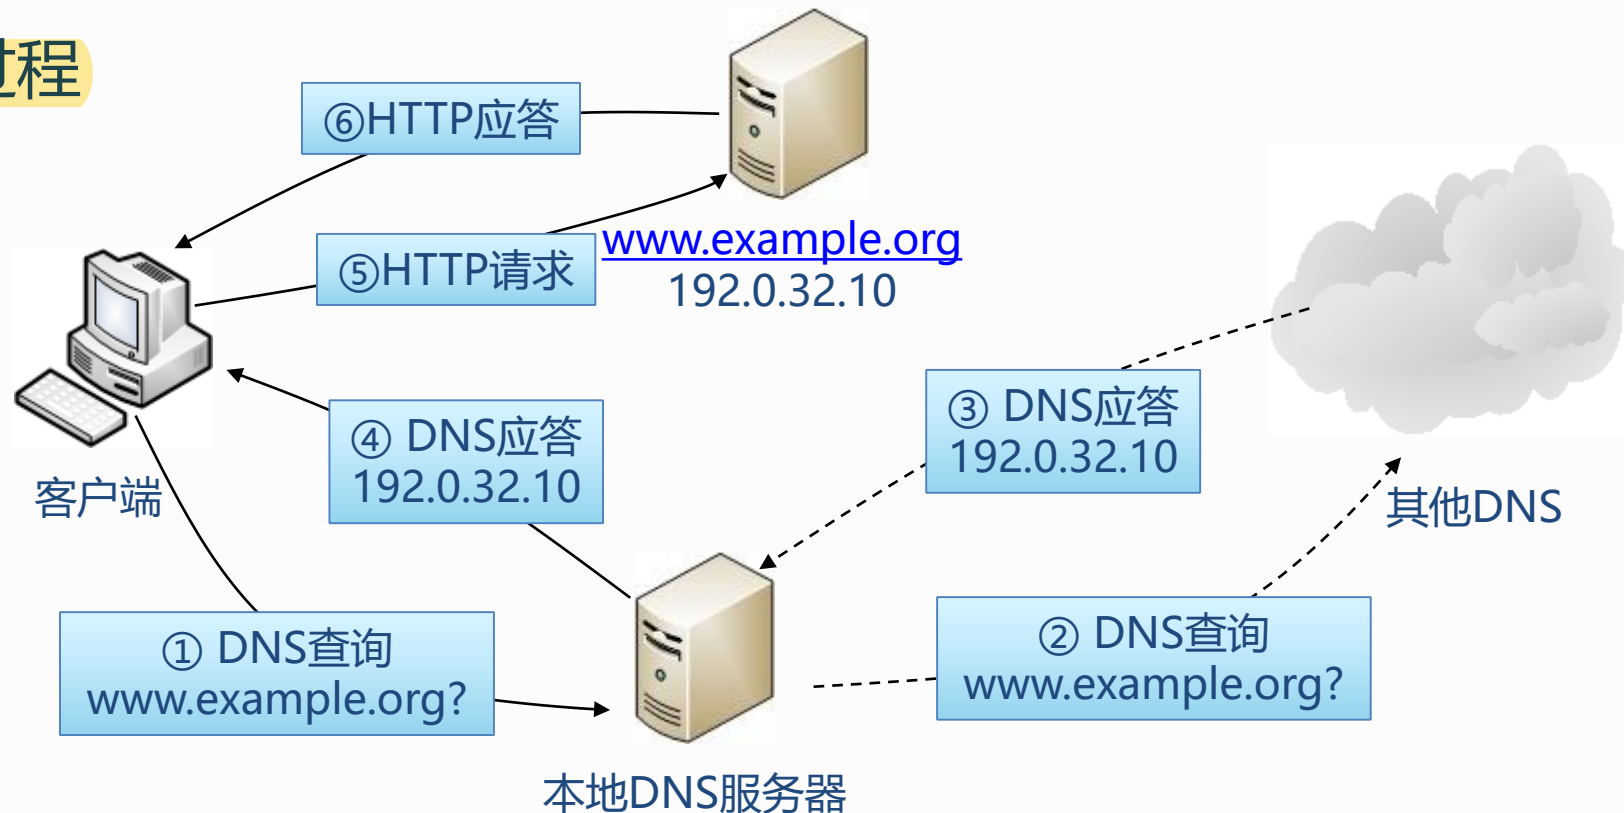 过程
⑥HTTP应答
⑤HTTP请求
www.example.org
192.0.32.10
④ DNS应答
192.0.32.10
③ DNS应答
192.0.32.10
客户端
其他DNS
① DNS查询
www.example.org?
② DNS查询
www.example.org?
本地DNS服务器